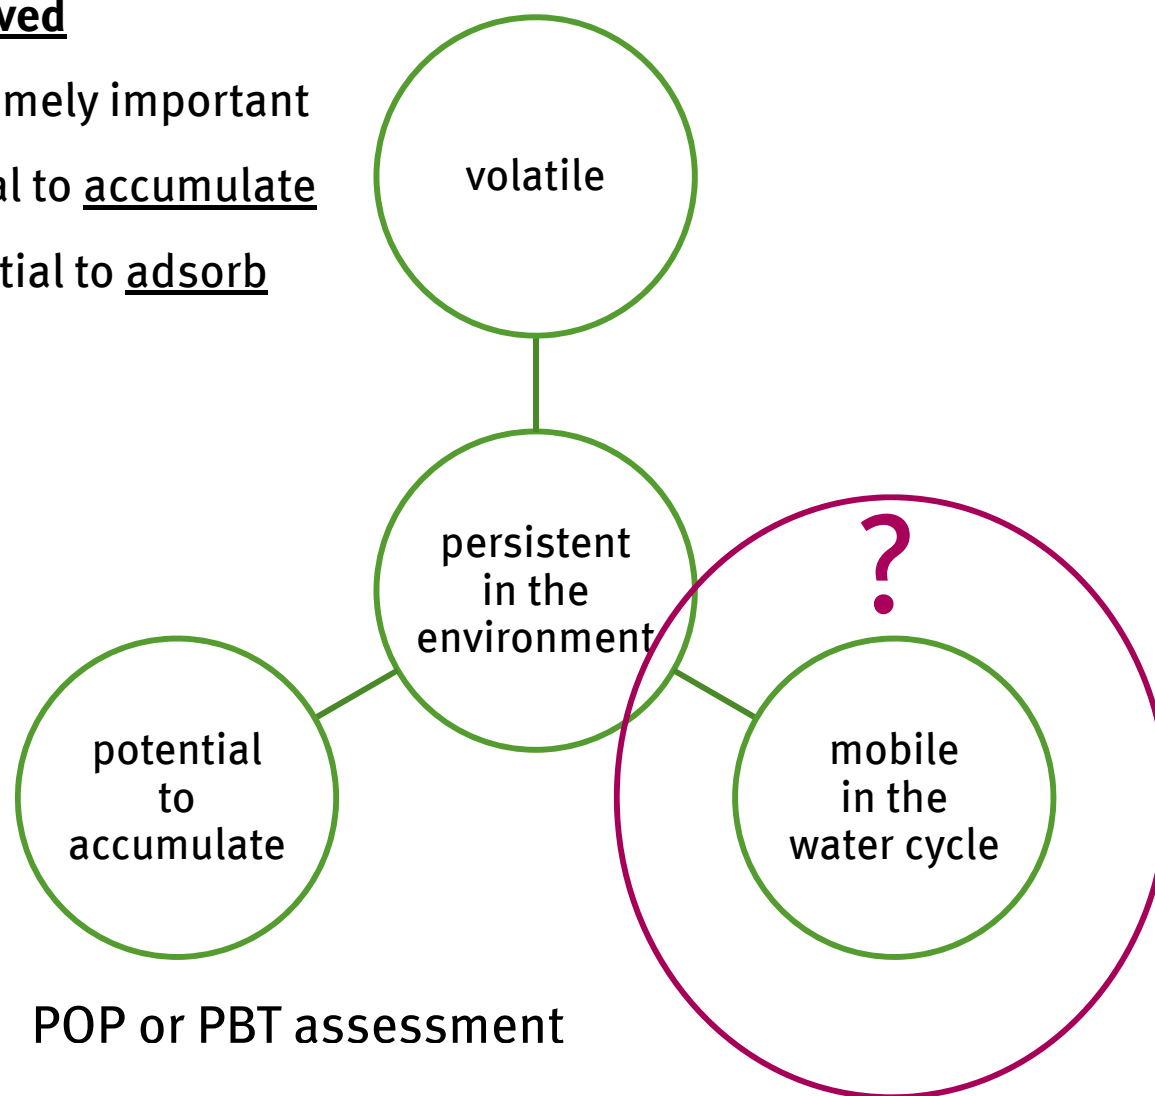 ved
mely important
al to accumulate
tial to adsorb
volatile
persistent
in the
environment
?
potential
to
accumulate
mobile
in the
water cycle
POP or PBT assessment